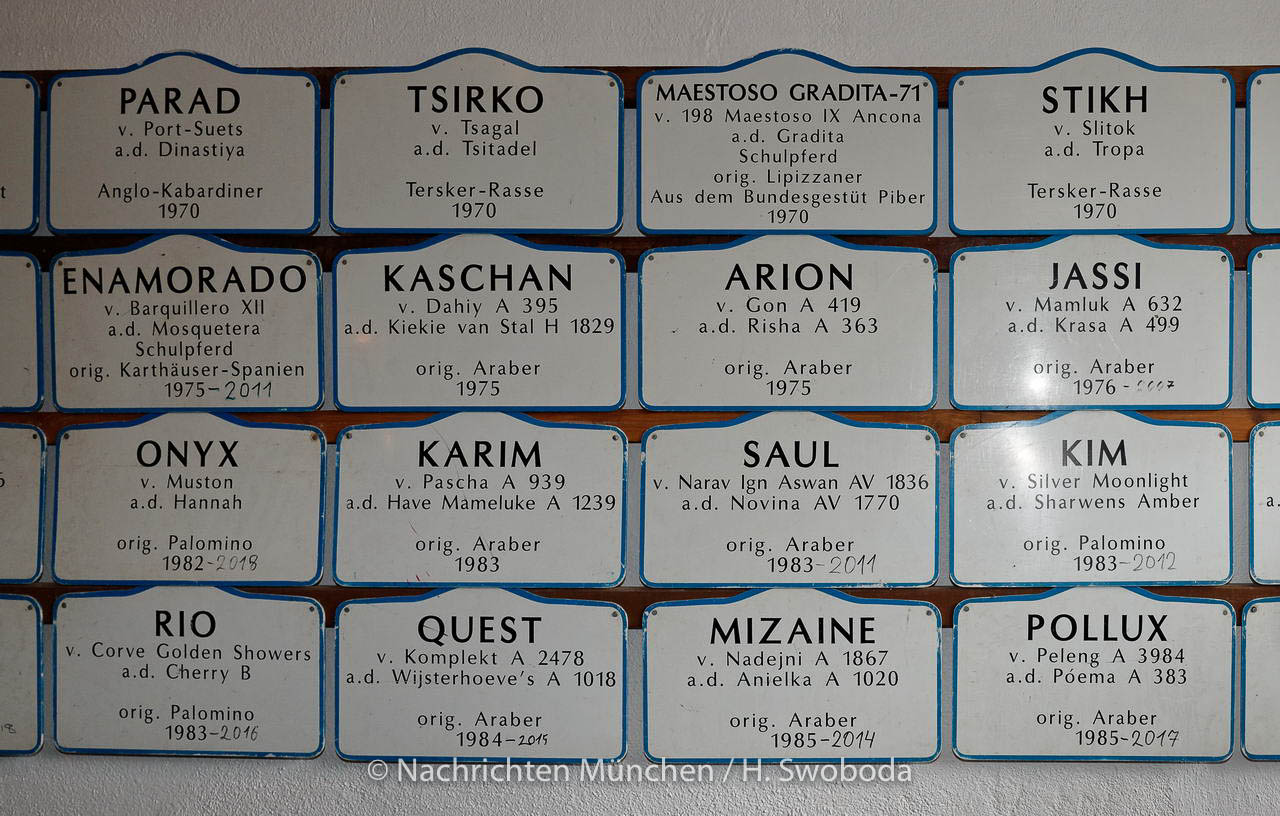 PARAD
v. Port-Suets
a.d. Dinastiya
Anglo-Kabardiner
1970
TSIRKO
v. Tsagal
a.d. Tsitadel
Tersker-Rasse
1970
MAESTOSO GRADITA-71
v. 198 Maestoso IX Ancona
a.d. Gradita
Schulpferd
orig. Lipizzaner
Aus dem Bundesgestüt Piber
1970
STIKH
v. Slitok
a.d. Tropa
Tersker-Rasse
1970
ENAMORADO
v. Barquillero XII
a.d. Mosquetera
Schulpferd
orig. Karthäuser-Spanien
1975-2011
KASCHAN
v. Dahiy A 395
a.d. Kiekie van Stal H 1829
orig. Araber
1975
ARION
v. Gon A 419
a.d. Risha A 363
orig. Araber
1975
JASSI
v. Mamluk A 632
a.d. Krasa A 499
orig. Araber
1976-2007
ONYX
v. Muston
a.d. Hannah
orig. Palomino
1982-2018
KARIM
v. Pascha A 939
a.d. Have Mameluke A 1239
orig. Araber
1983
SAUL
v. Narav Ign Aswan AV 1836
a.d. Novina AV 1770
orig. Araber
1983-2011
KIM
v. Silver Moonlight
a.d. Sharwens Amber
orig. Palomino
1983-2012
RIO
v. Corve Golden Showers
a.d. Cherry B
orig. Palomino
1983-2016
QUEST
v. Komplekt A 2478
a.d. Wijsterhoeve's A 1018
orig. Araber
1984-2015
MIZAINE
v. Nadejni A 1867
a.d. Anielka A 1020
orig. Araber
1985-2014
POLLUX
v. Peleng A 3984
a.d. Póema A 383
orig. Araber
1985-2017
© Nachrichten München / H. Swoboda